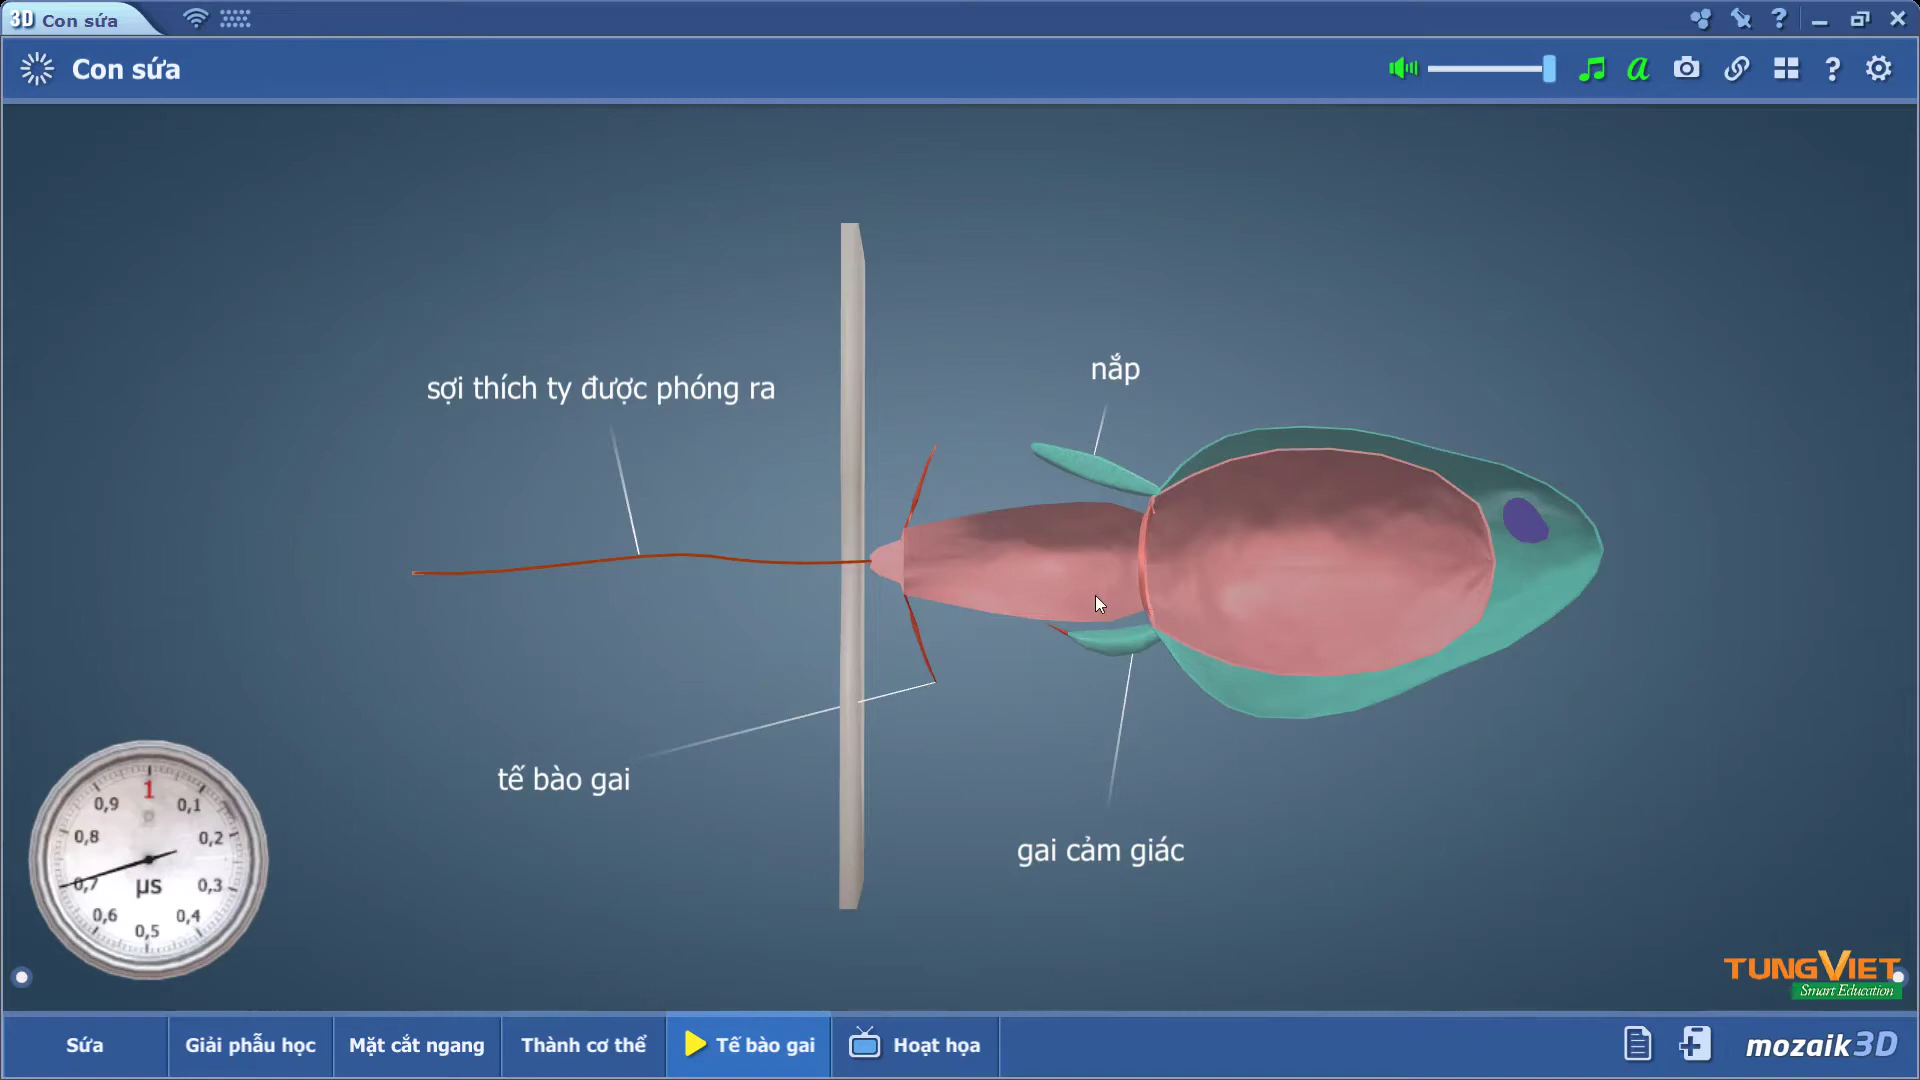 3D Con sứa
Con sứa
a
?
nắp
sợi thích ty được phóng ra
tế bào gai
gai cảm giác
1
0,1
0,2
0,3
0,4
0,5
0,6
0,7
0,8
0,9
µs
TUNGVIET
Smart Education
Sứa
Giải phẫu học
Mặt cắt ngang
Thành cơ thể
Tế bào gai
Hoạt họa
mozaik3D